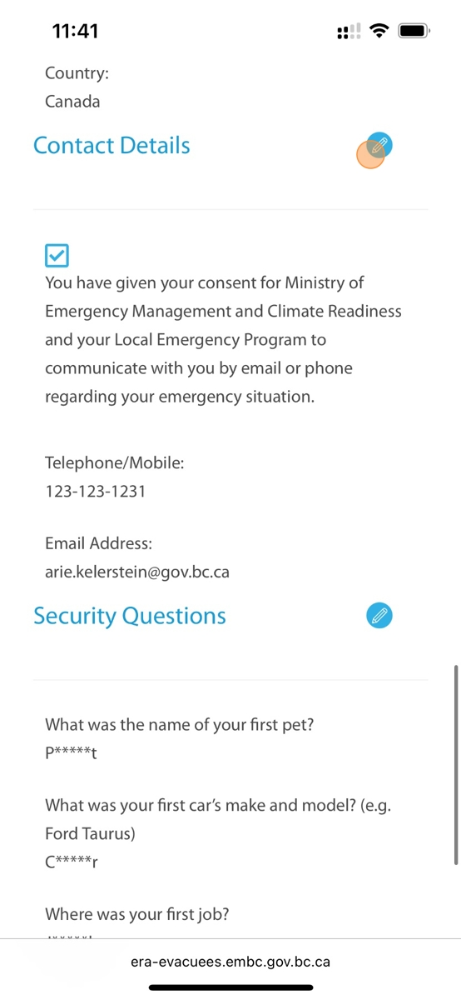 11:41
Country:
Canada
Contact Details
You have given your consent for Ministry of
Emergency Management and Climate Readiness
and your Local Emergency Program to
communicate with you by email or phone
regarding your emergency situation.
Telephone/Mobile:
123-123-1231
Email Address:
arie.kelerstein@gov.bc.ca
Security Questions
What was the name of your first pet?
P*****t
What was your first car’s make and model? (e.g.
Ford Taurus)
C*****r
Where was your first job?
era-evacuees.embc.gov.bc.ca